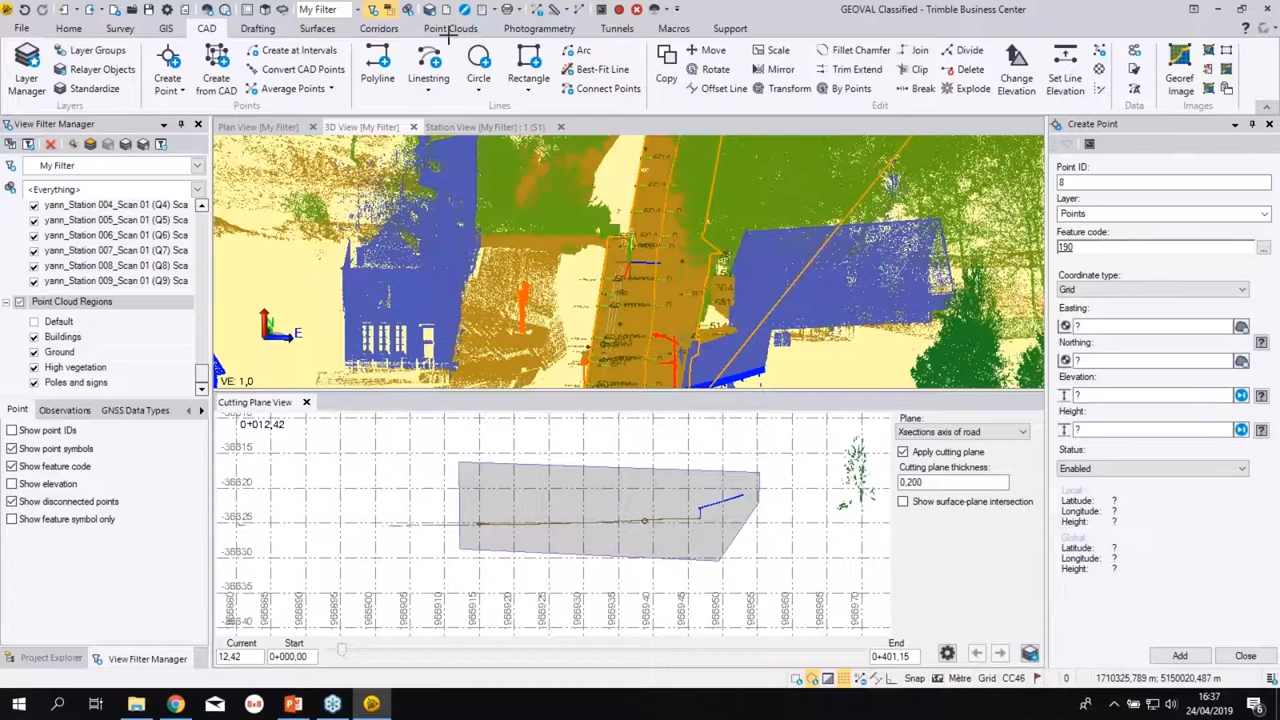 My Filter
GEOVAL Classified - Trimble Business Center
File Home Survey GIS CAD Drafting Surfaces Corridors Point Clouds Photogrammetry Tunnels Macros Support
Layer Manager
Layer Groups
Relayer Objects
Standardize
Layers
Create Point
Create from CAD
Create at Intervals
Convert CAD Points
Average Points
Points
Polyline
Linestring
Circle
Rectangle
Arc
Best-Fit Line
Connect Points
Lines
Copy
Move
Rotate
Offset Line
Scale
Mirror
Transform
Fillet Chamfer
Trim Extend
By Points
Join
Clip
Break
Divide
Delete
Explode
Change Elevation
Set Line Elevation
Edit
Data
Georef Image
Images
View Filter Manager
My Filter
<Everything>
yann_Station 004_Scan 01 (Q4) Sca
yann_Station 005_Scan 01 (Q5) Sca
yann_Station 006_Scan 01 (Q6) Sca
yann_Station 007_Scan 01 (Q7) Sca
yann_Station 008_Scan 01 (Q8) Sca
yann_Station 009_Scan 01 (Q9) Sca
Point Cloud Regions
Default
Buildings
Ground
High vegetation
Poles and signs
Point Observations GNSS Data Types
Show point IDs
Show point symbols
Show feature code
Show elevation
Show disconnected points
Show feature symbol only
Project Explorer View Filter Manager
Plan View [My Filter] 3D View [My Filter] Station View [My Filter] : 1 (S1)
E
VE: 1,0
Cutting Plane View
0+012,42
-36615
-36620
-36625
-36630
-36635
-36640
Plane:
Xsections axis of road
Apply cutting plane
Cutting plane thickness:
0,200
Show surface-plane intersection
Current Start End
12,42 0+000,00 0+401,15
Create Point
Point ID:
8
Layer:
Points
Feature code:
190
Coordinate type:
Grid
Easting:
?
Northing:
?
Elevation:
?
Height:
?
Status:
Enabled
Local
Latitude: ?
Longitude: ?
Height: ?
Global
Latitude: ?
Longitude: ?
Height: ?
Add Close
Snap Mètre Grid CC46 0 1710325,789 m; 5150020,487 m
16:37
24/04/2019